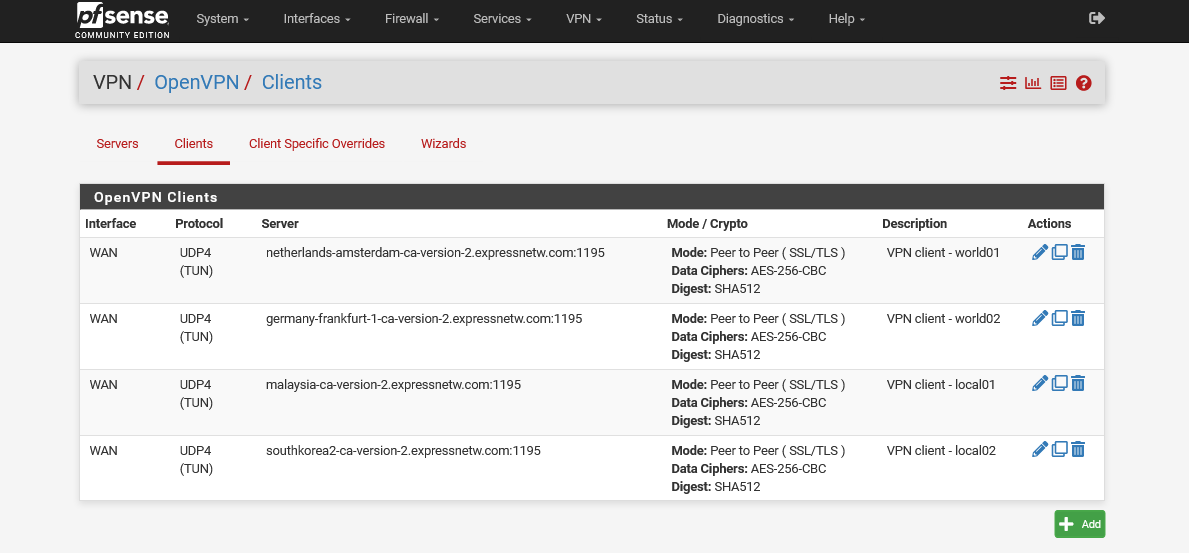 pfsense System Interfaces Firewall Services VPN Status Diagnostics Help
COMMUNITY EDITION
VPN / OpenVPN / Clients
Servers Clients Client Specific Overrides Wizards
OpenVPN Clients
Interface Protocol Server Mode / Crypto Description Actions
WAN UDP4 netherlands-amsterdam-ca-version-2.expressnetw.com:1195 Mode: Peer to Peer ( SSL/TLS ) VPN client - world01
(TUN) Data Ciphers: AES-256-CBC
Digest: SHA512
WAN UDP4 germany-frankfurt-1-ca-version-2.expressnetw.com:1195 Mode: Peer to Peer ( SSL/TLS ) VPN client - world02
(TUN) Data Ciphers: AES-256-CBC
Digest: SHA512
WAN UDP4 malaysia-ca-version-2.expressnetw.com:1195 Mode: Peer to Peer ( SSL/TLS ) VPN client - local01
(TUN) Data Ciphers: AES-256-CBC
Digest: SHA512
WAN UDP4 southkorea2-ca-version-2.expressnetw.com:1195 Mode: Peer to Peer ( SSL/TLS ) VPN client - local02
(TUN) Data Ciphers: AES-256-CBC
Digest: SHA512
Add